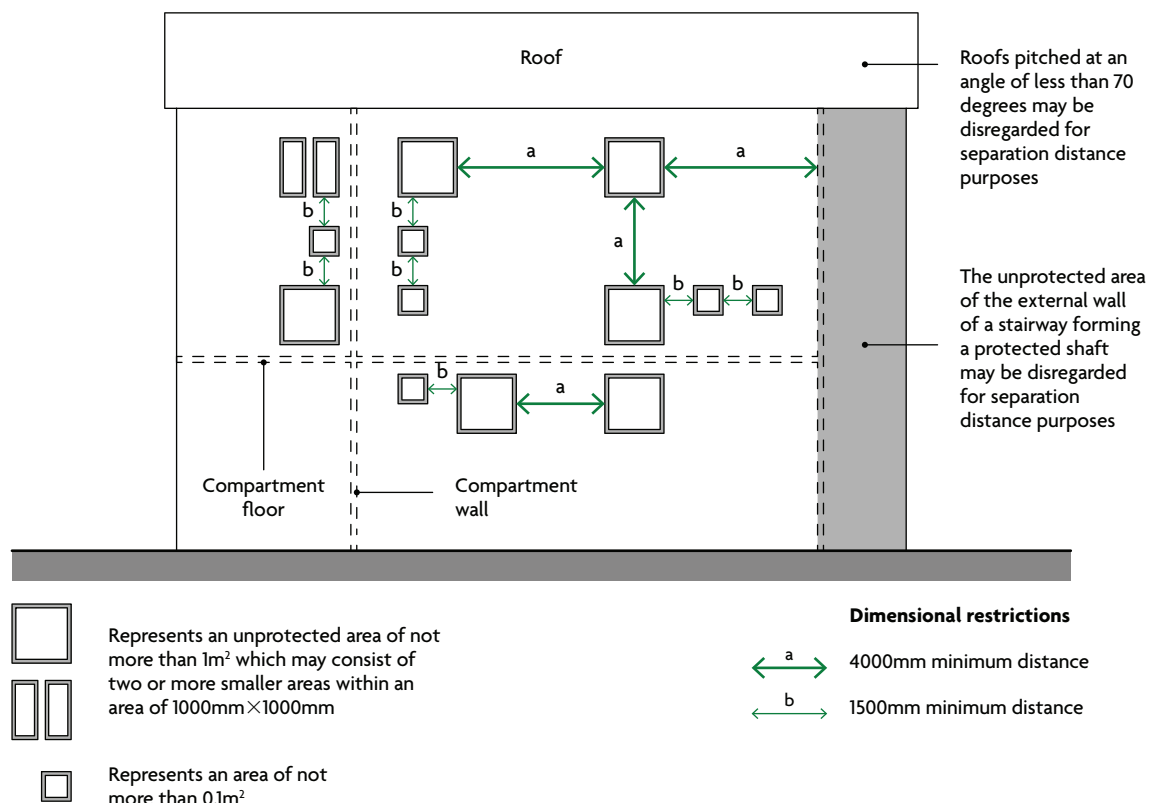 Roof
Roofs pitched at an
angle of less than 70
degrees may be
disregarded for
separation distance
purposes
a
a
b
b
a
b
b
b
b
The unprotected area
of the external wall
of a stairway forming
a protected shaft
may be disregarded
for separation
distance purposes
b
a
Compartment
floor
Compartment
wall
Represents an unprotected area of not
more than 1m² which may consist of
two or more smaller areas within an
area of 1000mm×1000mm
Represents an area of not
more than 0.1m²
Dimensional restrictions
a
4000mm minimum distance
b
1500mm minimum distance